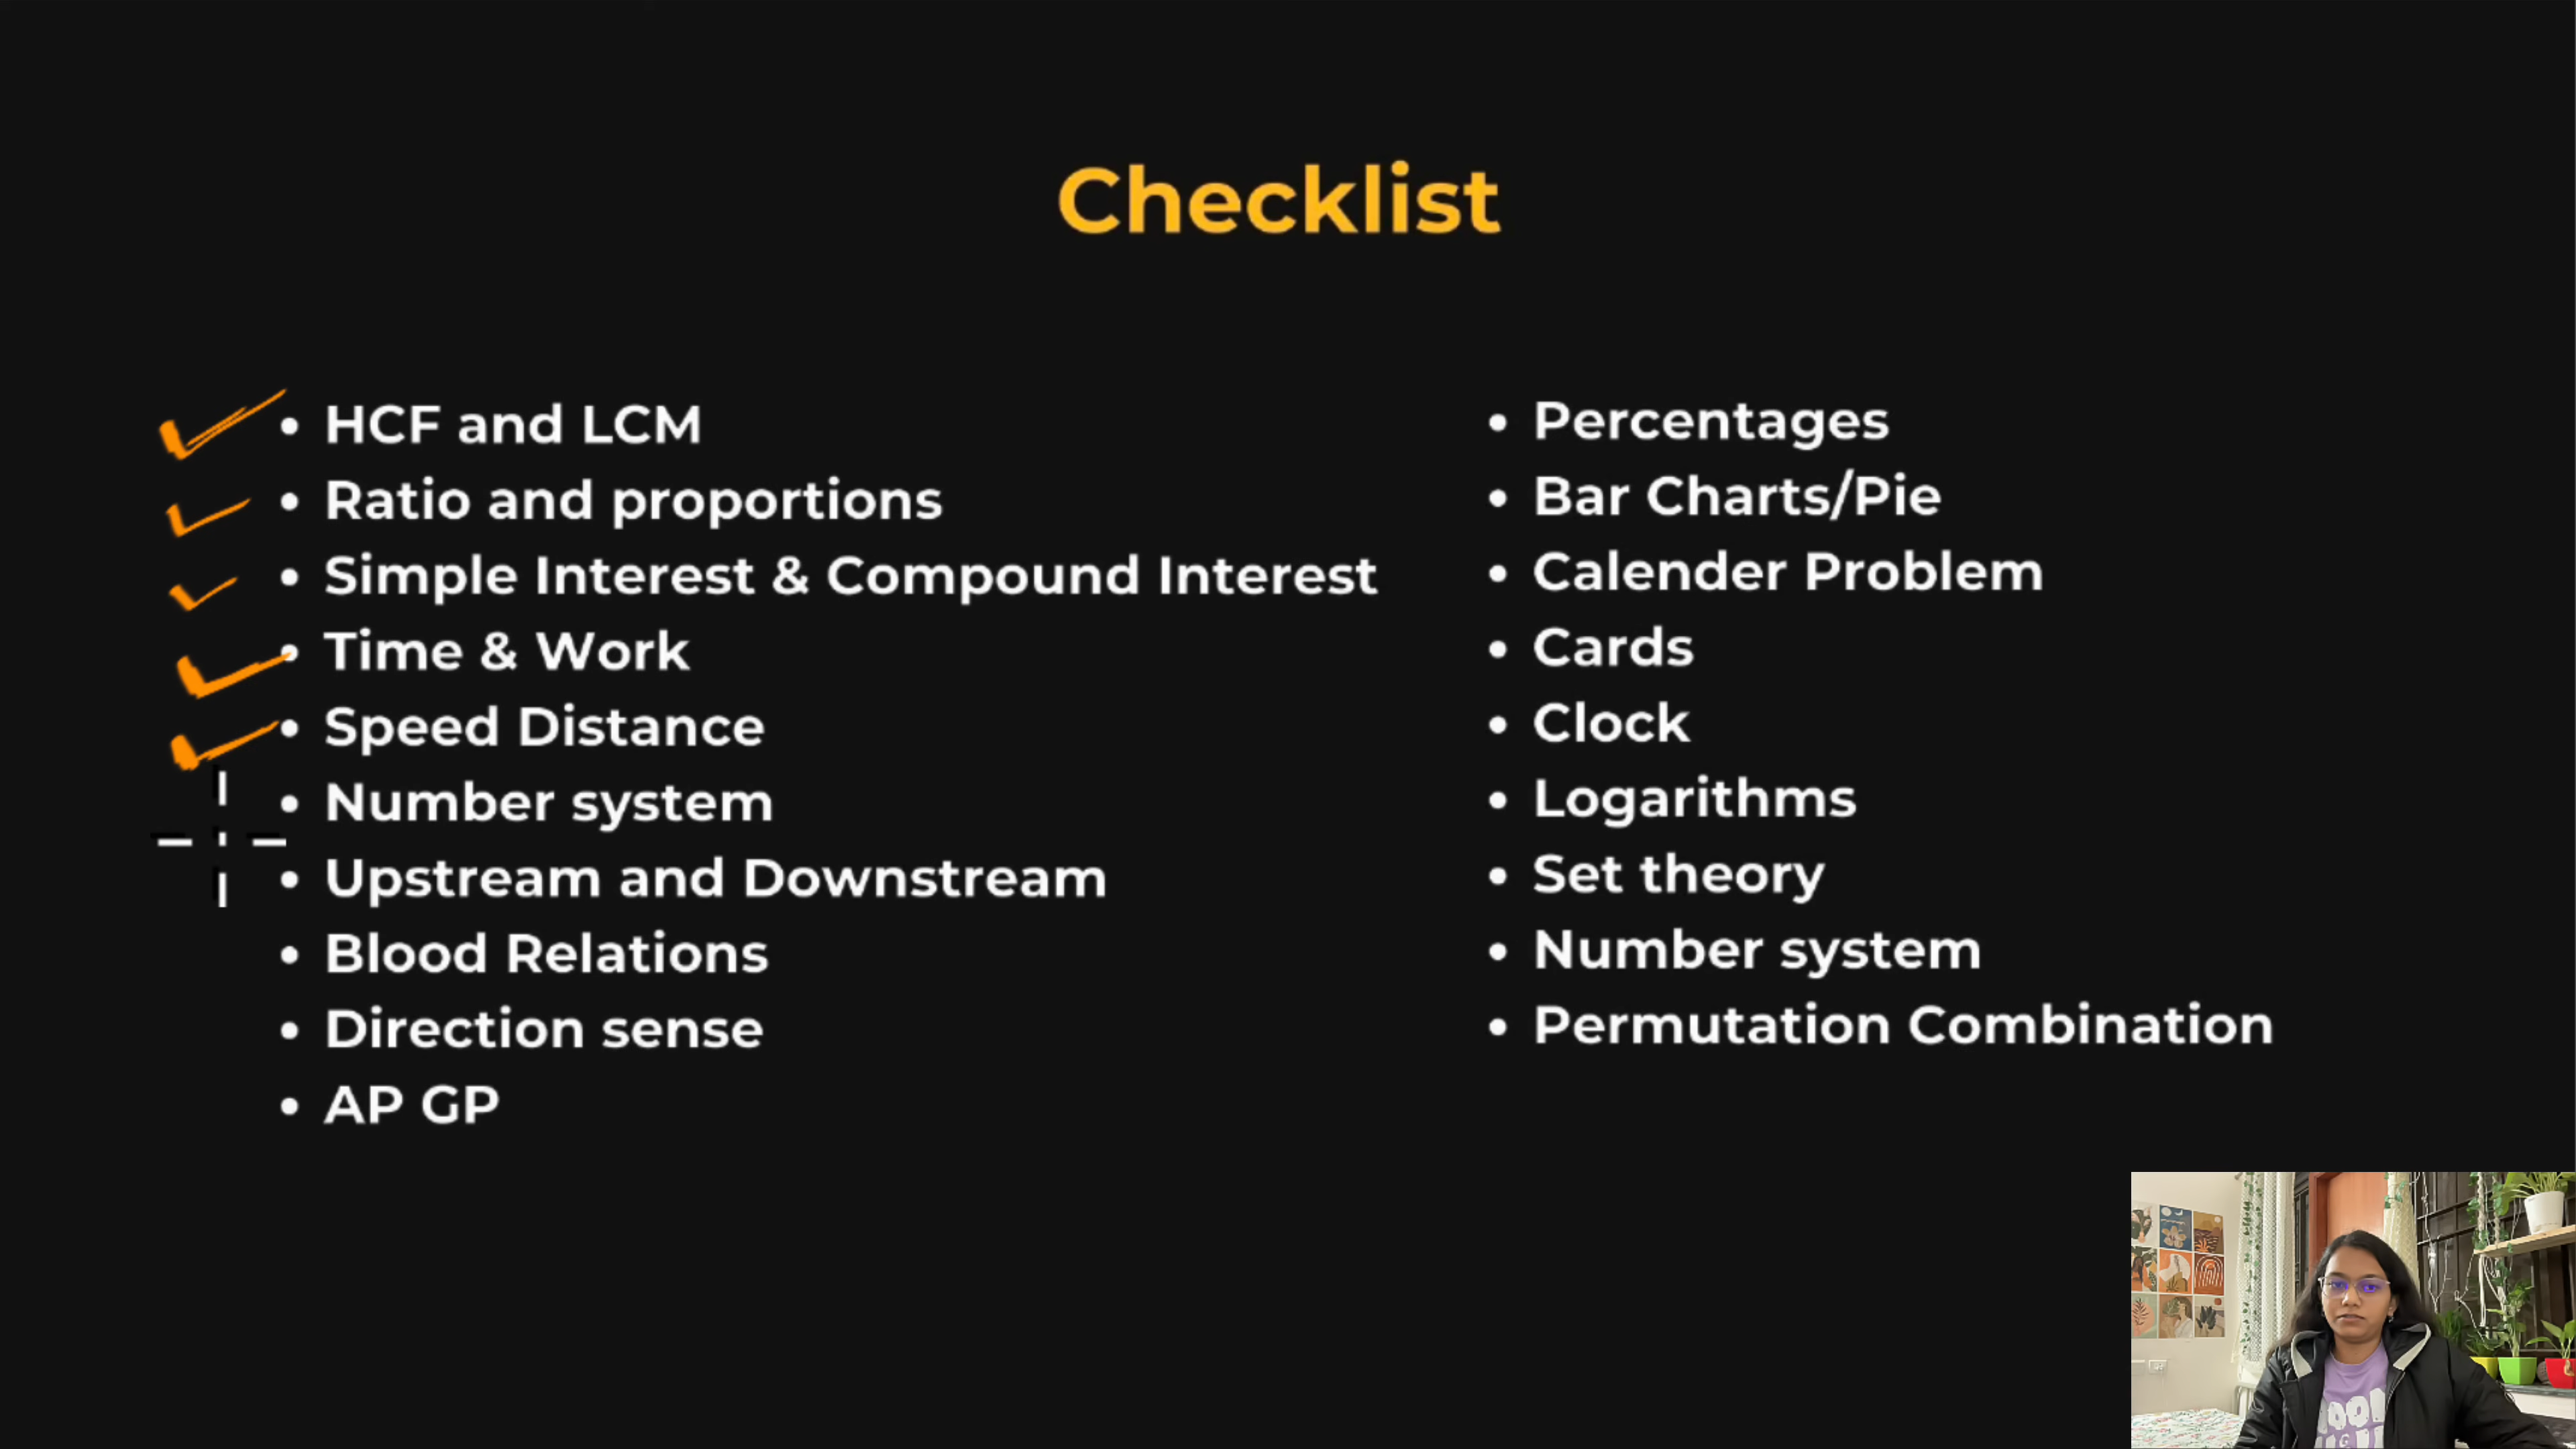 Checklist
• HCF and LCM
• Ratio and proportions
• Simple Interest & Compound Interest
• Time & Work
• Speed Distance
• Number system
• Upstream and Downstream
• Blood Relations
• Direction sense
• AP GP
• Percentages
• Bar Charts/Pie
• Calender Problem
• Cards
• Clock
• Logarithms
• Set theory
• Number system
• Permutation Combination